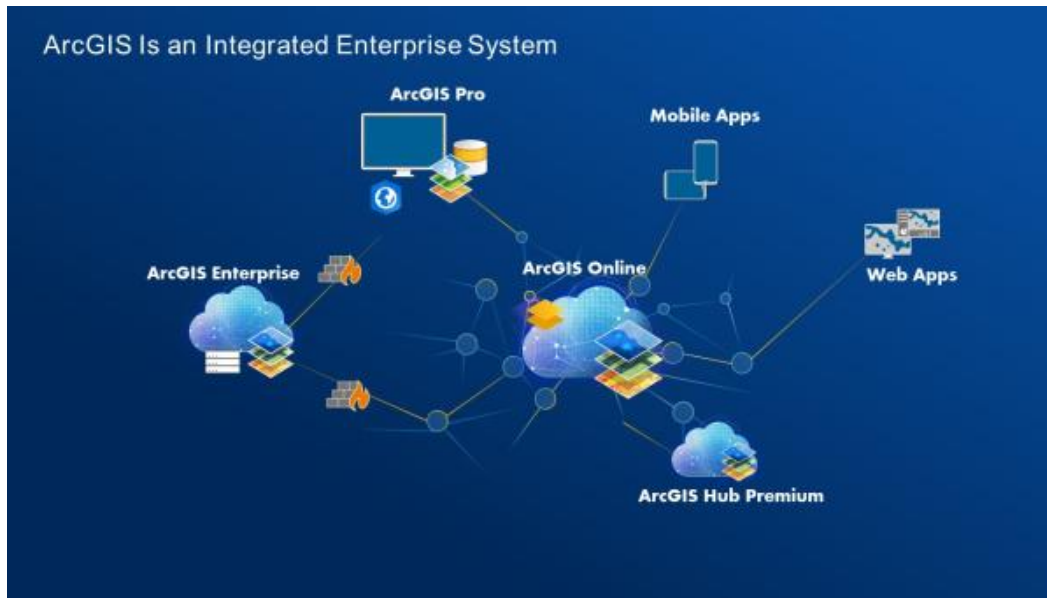 ArcGIS Is an Integrated Enterprise System
ArcGIS Pro
Mobile Apps
ArcGIS Enterprise
ArcGIS Online
Web Apps
ArcGIS Hub Premium